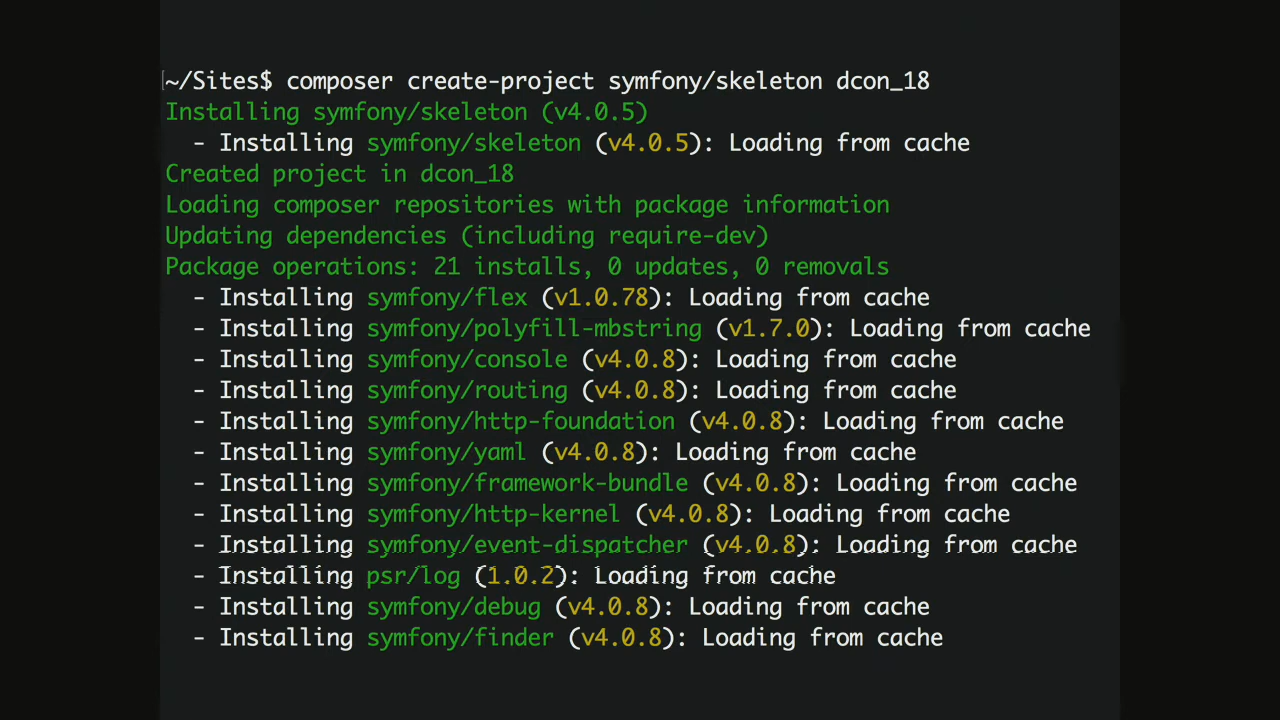 ~/Sites$ composer create-project symfony/skeleton dcon_18
Installing symfony/skeleton (v4.0.5)
- Installing symfony/skeleton (v4.0.5): Loading from cache
Created project in dcon_18
Loading composer repositories with package information
Updating dependencies (including require-dev)
Package operations: 21 installs, 0 updates, 0 removals
- Installing symfony/flex (v1.0.78): Loading from cache
- Installing symfony/polyfill-mbstring (v1.7.0): Loading from cache
- Installing symfony/console (v4.0.8): Loading from cache
- Installing symfony/routing (v4.0.8): Loading from cache
- Installing symfony/http-foundation (v4.0.8): Loading from cache
- Installing symfony/yaml (v4.0.8): Loading from cache
- Installing symfony/framework-bundle (v4.0.8): Loading from cache
- Installing symfony/http-kernel (v4.0.8): Loading from cache
- Installing symfony/event-dispatcher (v4.0.8): Loading from cache
- Installing psr/log (1.0.2): Loading from cache
- Installing symfony/debug (v4.0.8): Loading from cache
- Installing symfony/finder (v4.0.8): Loading from cache